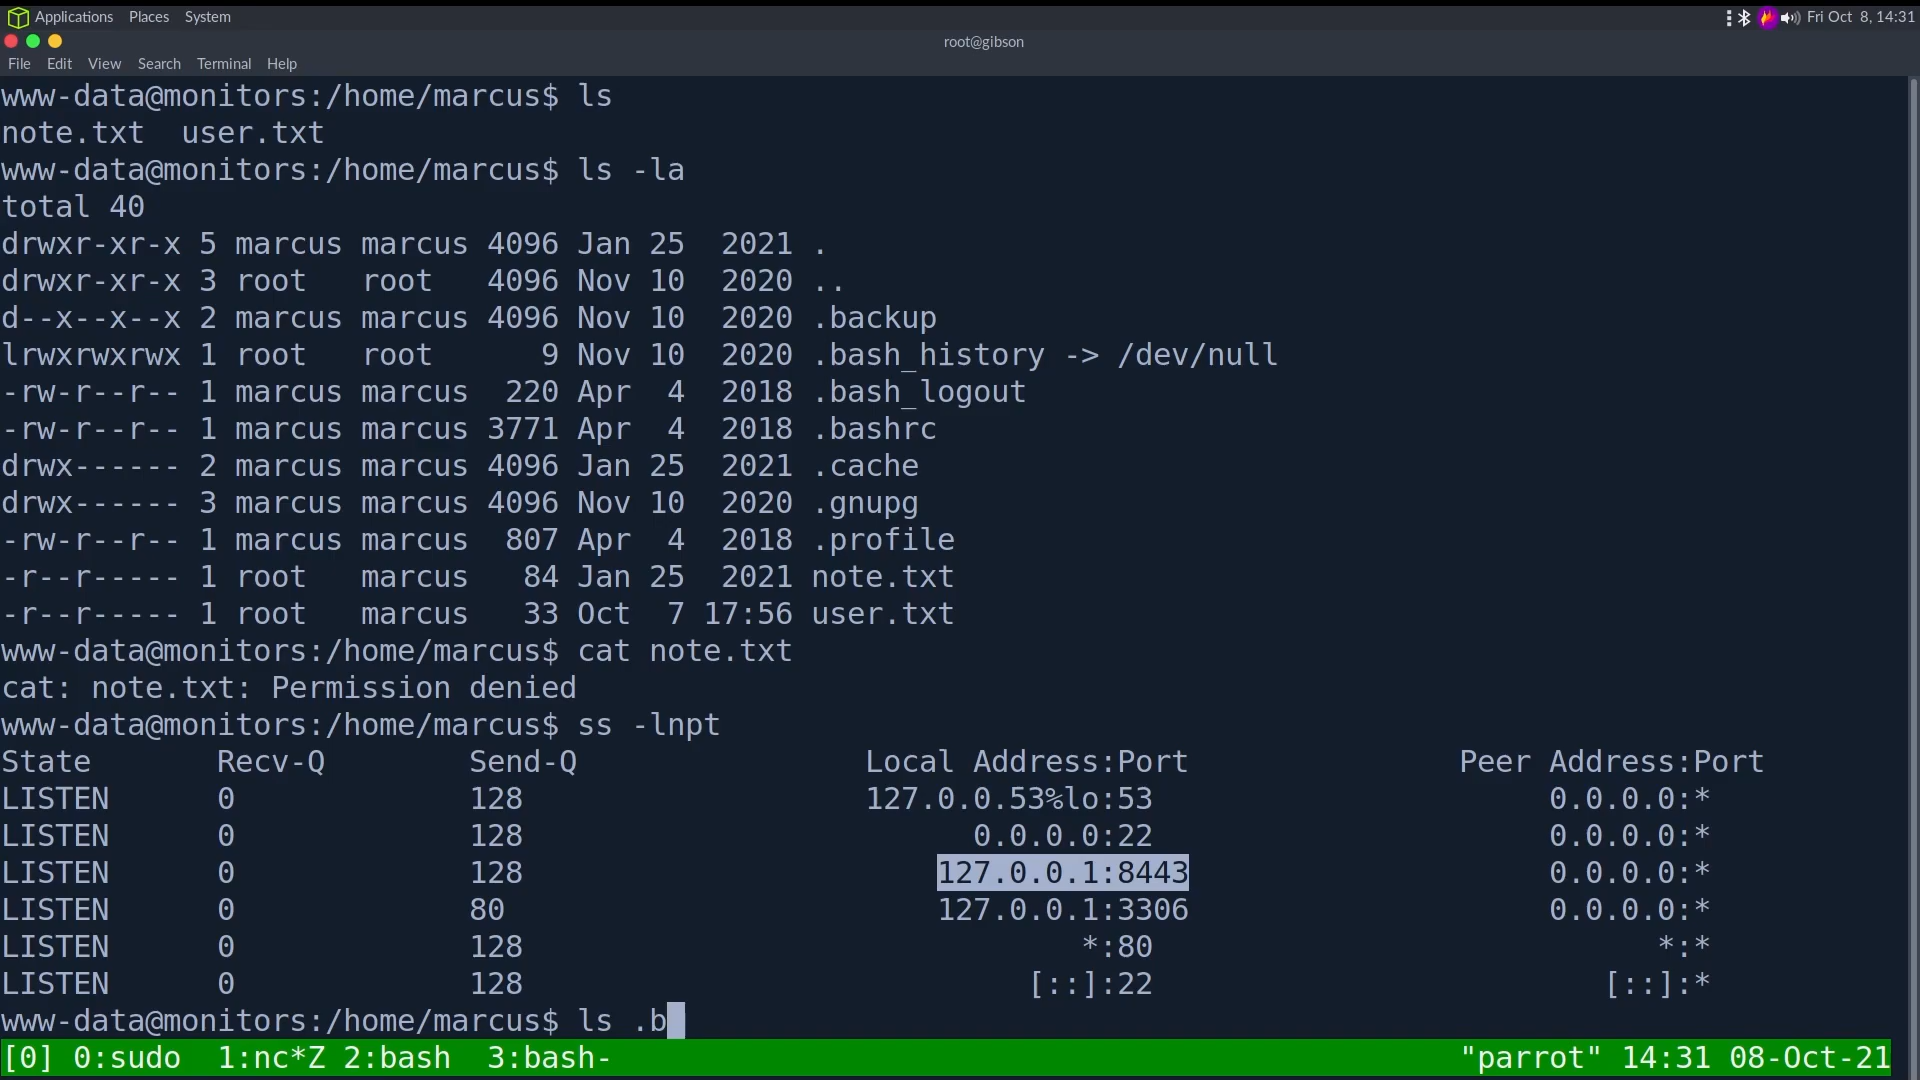 Applications Places System Fri Oct 8, 14:31
root@gibson
File Edit View Search Terminal Help
www-data@monitors:/home/marcus$ ls
note.txt  user.txt
www-data@monitors:/home/marcus$ ls -la
total 40
drwxr-xr-x 5 marcus marcus 4096 Jan 25  2021 .
drwxr-xr-x 3 root   root   4096 Nov 10  2020 ..
d--x--x--x 2 marcus marcus 4096 Nov 10  2020 .backup
lrwxrwxrwx 1 root   root      9 Nov 10  2020 .bash_history -> /dev/null
-rw-r--r-- 1 marcus marcus  220 Apr  4  2018 .bash_logout
-rw-r--r-- 1 marcus marcus 3771 Apr  4  2018 .bashrc
drwx------ 2 marcus marcus 4096 Jan 25  2021 .cache
drwx------ 3 marcus marcus 4096 Nov 10  2020 .gnupg
-rw-r--r-- 1 marcus marcus  807 Apr  4  2018 .profile
-r--r----- 1 root   marcus   84 Jan 25  2021 note.txt
-r--r----- 1 root   marcus   33 Oct  7 17:56 user.txt
www-data@monitors:/home/marcus$ cat note.txt
cat: note.txt: Permission denied
www-data@monitors:/home/marcus$ ss -lnpt
State       Recv-Q        Send-Q                Local Address:Port               Peer Address:Port
LISTEN      0             128                   127.0.0.53%lo:53                      0.0.0.0:*
LISTEN      0             128                         0.0.0.0:22                      0.0.0.0:*
LISTEN      0             128                       127.0.0.1:8443                    0.0.0.0:*
LISTEN      0             80                        127.0.0.1:3306                    0.0.0.0:*
LISTEN      0             128                               *:80                            *:*
LISTEN      0             128                            [::]:22                         [::]:*
www-data@monitors:/home/marcus$ ls .b
[0] 0:sudo  1:nc*Z 2:bash  3:bash- "parrot" 14:31 08-Oct-21